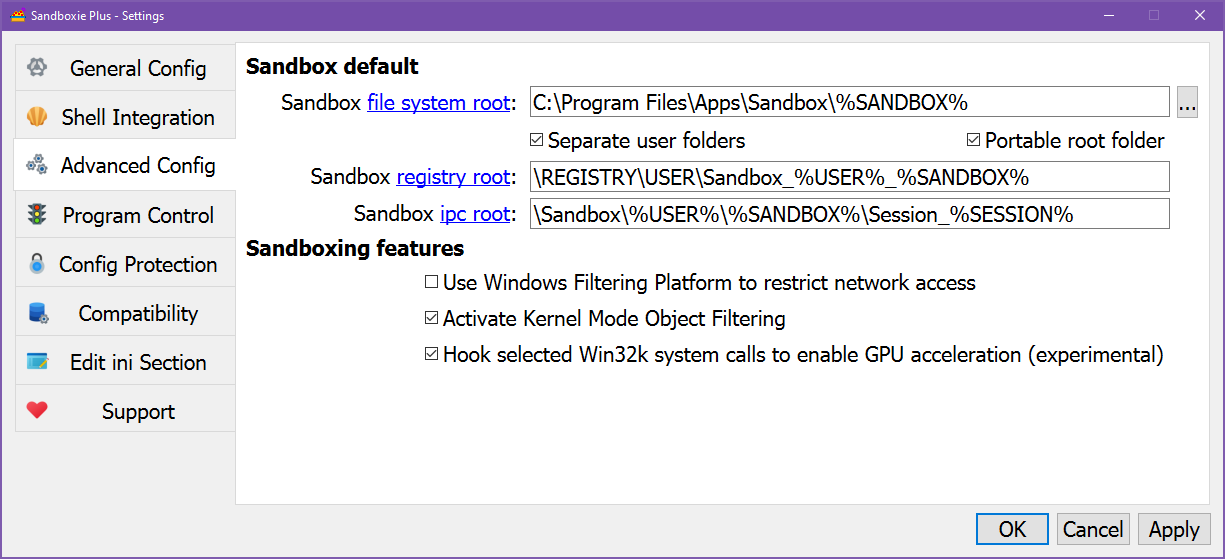 Sandboxie Plus - Settings
General Config
Shell Integration
Advanced Config
Program Control
Config Protection
Compatibility
Edit ini Section
Support
Sandbox default
Sandbox file system root: C:\Program Files\Apps\Sandbox\%SANDBOX% ...
Separate user folders Portable root folder
Sandbox registry root: \REGISTRY\USER\Sandbox_%USER%_%SANDBOX%
Sandbox ipc root: \Sandbox\%USER%\%SANDBOX%\Session_%SESSION%
Sandboxing features
Use Windows Filtering Platform to restrict network access
Activate Kernel Mode Object Filtering
Hook selected Win32k system calls to enable GPU acceleration (experimental)
OK Cancel Apply